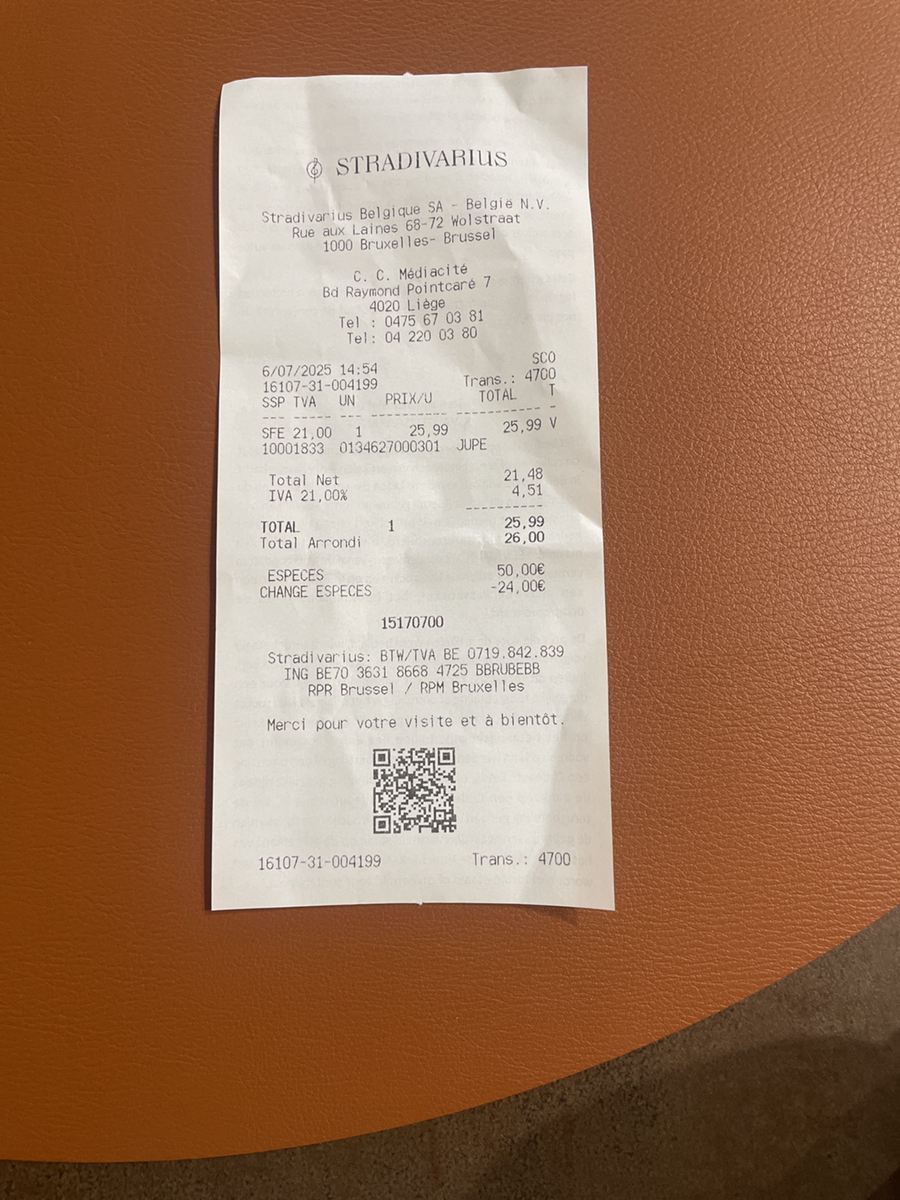 STRADIVARIUS
Stradivarius Belgique SA - België N.V.
Rue aux Laines 68-72 Wolstraat
1000 Bruxelles- Brussel
C. C. Médiacité
Bd Raymond Pointcaré 7
4020 Liège
Tel : 0475 67 03 81
Tel: 04 220 03 80
SCO
6/07/2025 14:54
16107-31-004199 Trans.: 4700
SSP TVA UN PRIX/U TOTAL T
--- ----- --- ---------- ----------- -
SFE 21,00 1 25,99 25,99 V
10001833 0134627000301 JUPE
Total Net 21,48
IVA 21,00% 4,51
----------
TOTAL 1 25,99
Total Arrondi 26,00
ESPECES 50,00€
CHANGE ESPECES -24,00€
15170700
Stradivarius: BTW/TVA BE 0719.842.839
ING BE70 3631 8668 4725 BBRUBEBB
RPR Brussel / RPM Bruxelles
Merci pour votre visite et à bientôt.
16107-31-004199 Trans.: 4700